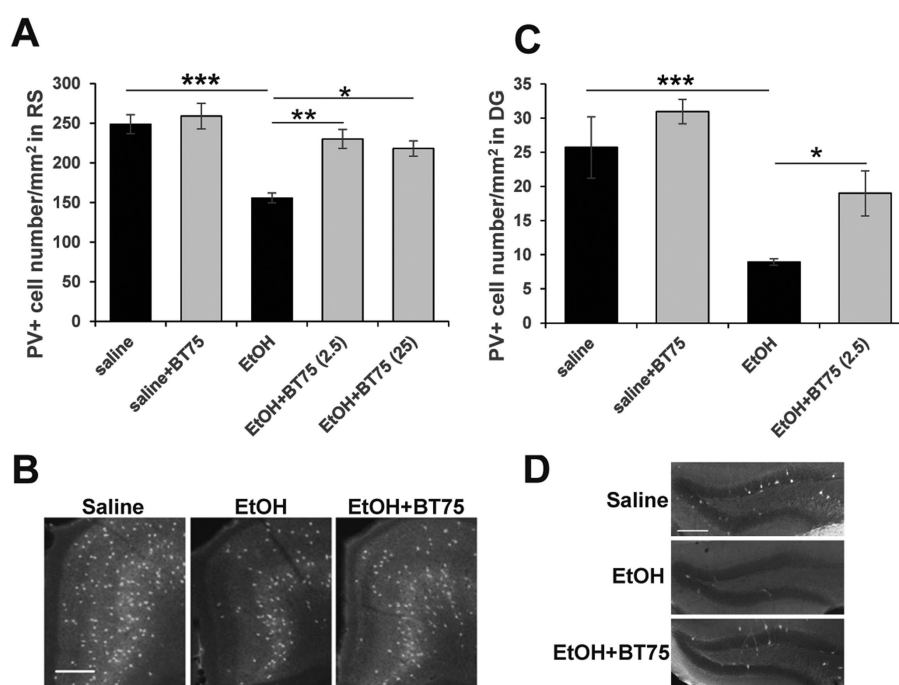 A
PV+ cell number/mm² in RS
300
250
200
150
100
50
0
***
*
**
saline
saline+BT75
EtOH
EtOH+BT75 (2.5)
EtOH+BT75 (25)
C
PV+ cell number/mm² in DG
35
30
25
20
15
10
5
0
***
*
saline
saline+BT75
EtOH
EtOH+BT75 (2.5)
B
Saline
EtOH
EtOH+BT75
D
Saline
EtOH
EtOH+BT75